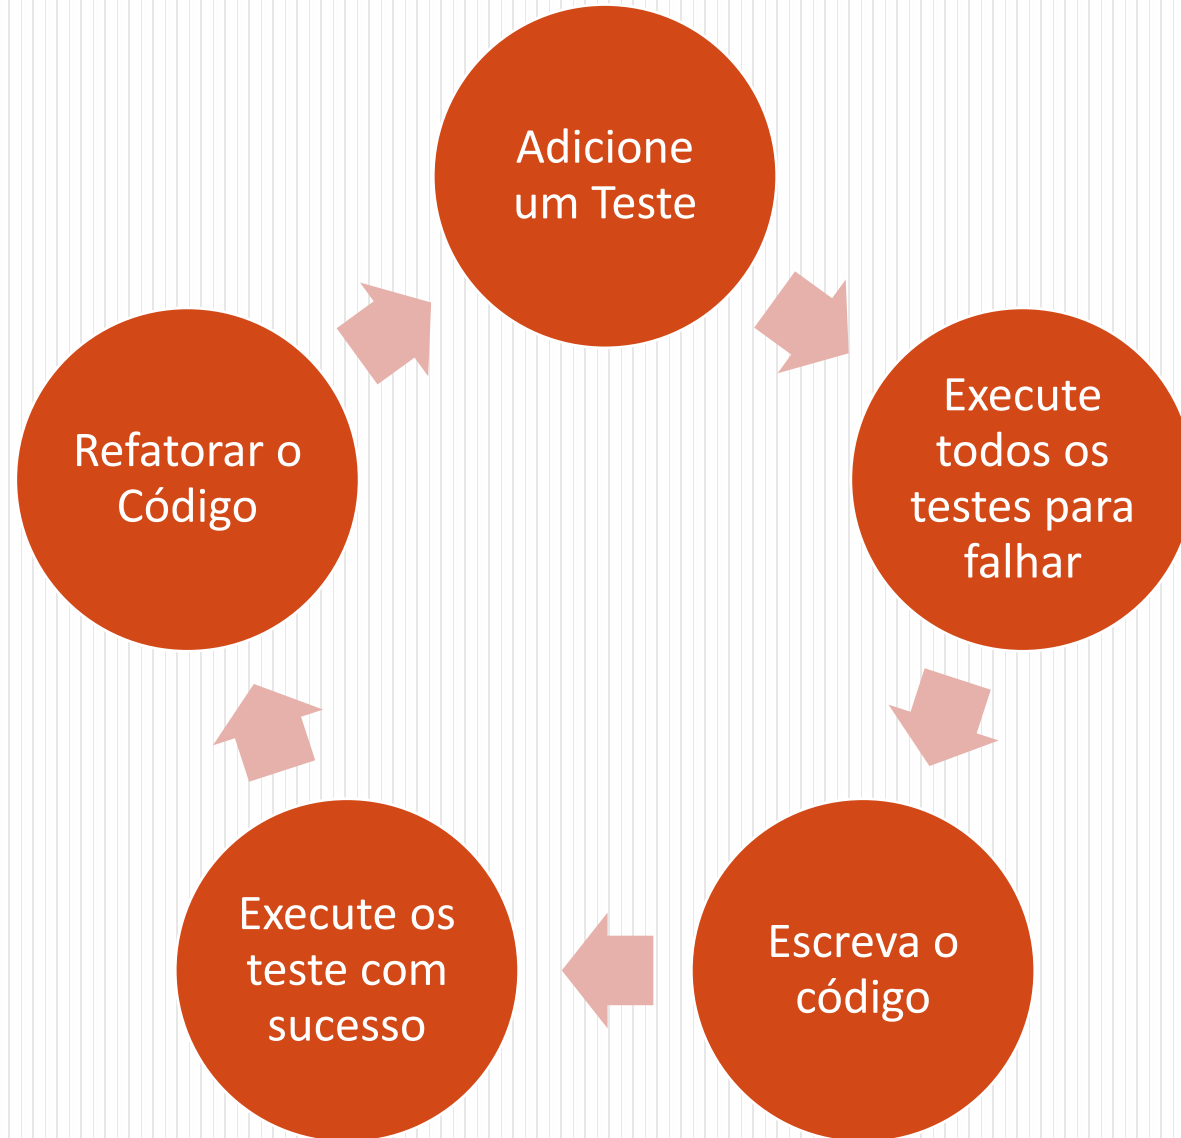 Adicione
um Teste
Execute
todos os
testes para
falhar
Escreva o
código
Execute os
teste com
sucesso
Refatorar o
Código